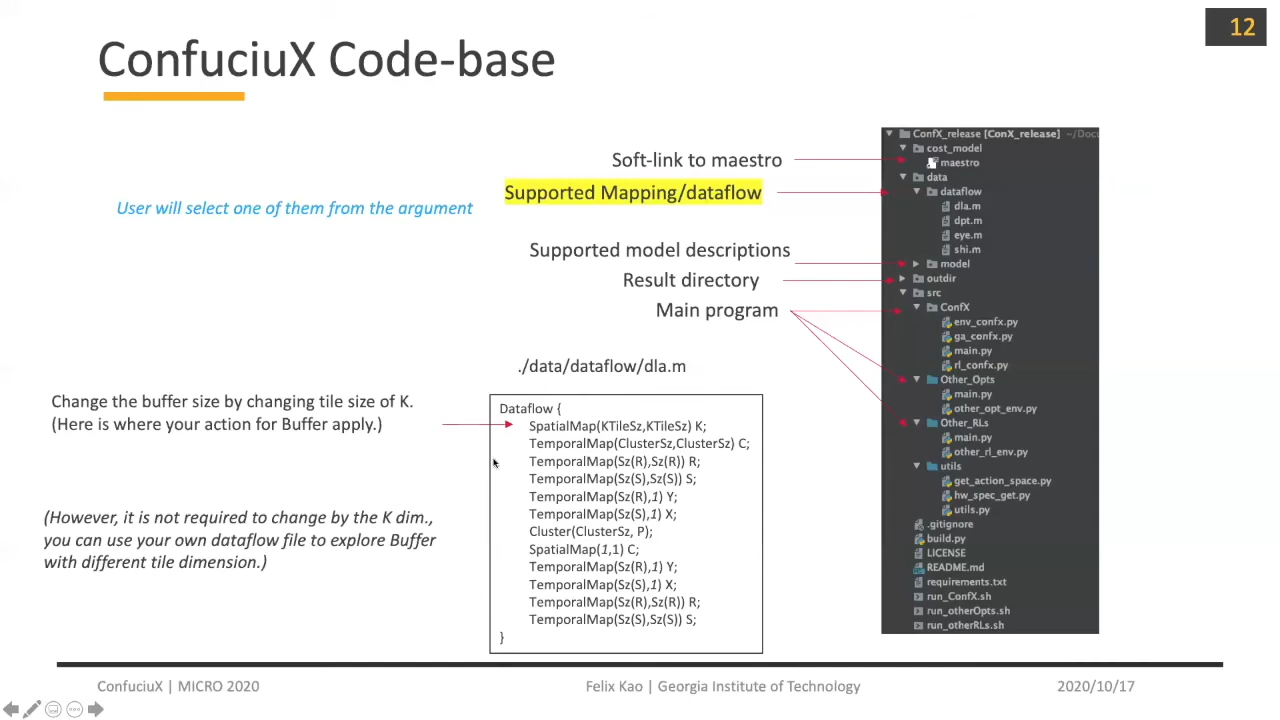 12
ConfuciuX Code-base
Soft-link to maestro
Supported Mapping/dataflow
User will select one of them from the argument
Supported model descriptions
Result directory
Main program
./data/dataflow/dla.m
Change the buffer size by changing tile size of K.
(Here is where your action for Buffer apply.)
(However, it is not required to change by the K dim.,
you can use your own dataflow file to explore Buffer
with different tile dimension.)
Dataflow {
SpatialMap(KTileSz,KTileSz) K;
TemporalMap(ClusterSz,ClusterSz) C;
TemporalMap(Sz(R),Sz(R)) R;
TemporalMap(Sz(S),Sz(S)) S;
TemporalMap(Sz(R),1) Y;
TemporalMap(Sz(S),1) X;
Cluster(ClusterSz, P);
SpatialMap(1,1) C;
TemporalMap(Sz(R),1) Y;
TemporalMap(Sz(S),1) X;
TemporalMap(Sz(R),Sz(R)) R;
TemporalMap(Sz(S),Sz(S)) S;
}
ConfX_release [ConX_release] ~/Docu
cost_model
maestro
data
dataflow
dla.m
dpt.m
eye.m
shi.m
model
outdir
src
ConfX
env_confx.py
ga_confx.py
main.py
rl_confx.py
Other_Opts
main.py
other_opt_env.py
Other_RLs
main.py
other_rl_env.py
utils
get_action_space.py
hw_spec_get.py
utils.py
.gitignore
build.py
LICENSE
README.md
requirements.txt
run_ConfX.sh
run_otherOpts.sh
run_otherRLs.sh
ConfuciuX | MICRO 2020
Felix Kao | Georgia Institute of Technology
2020/10/17